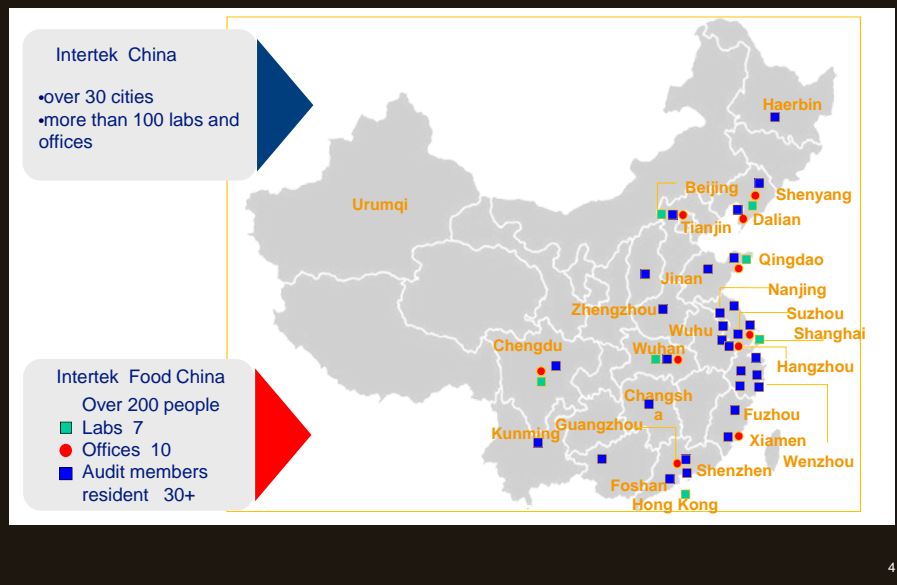 Intertek China
•over 30 cities
•more than 100 labs and
offices
Haerbin
Urumqi
Beijing
Shenyang
Tianjin
Dalian
Qingdao
Jinan
Nanjing
Zhengzhou
Suzhou
Wuhu
Shanghai
Chengdu
Wuhan
Hangzhou
Intertek Food China
Over 200 people
Labs 7
Offices 10
Audit members
resident 30+
Changsh
a
Fuzhou
Guangzhou
Kunming
Xiamen
Wenzhou
Shenzhen
Foshan
Hong Kong
4